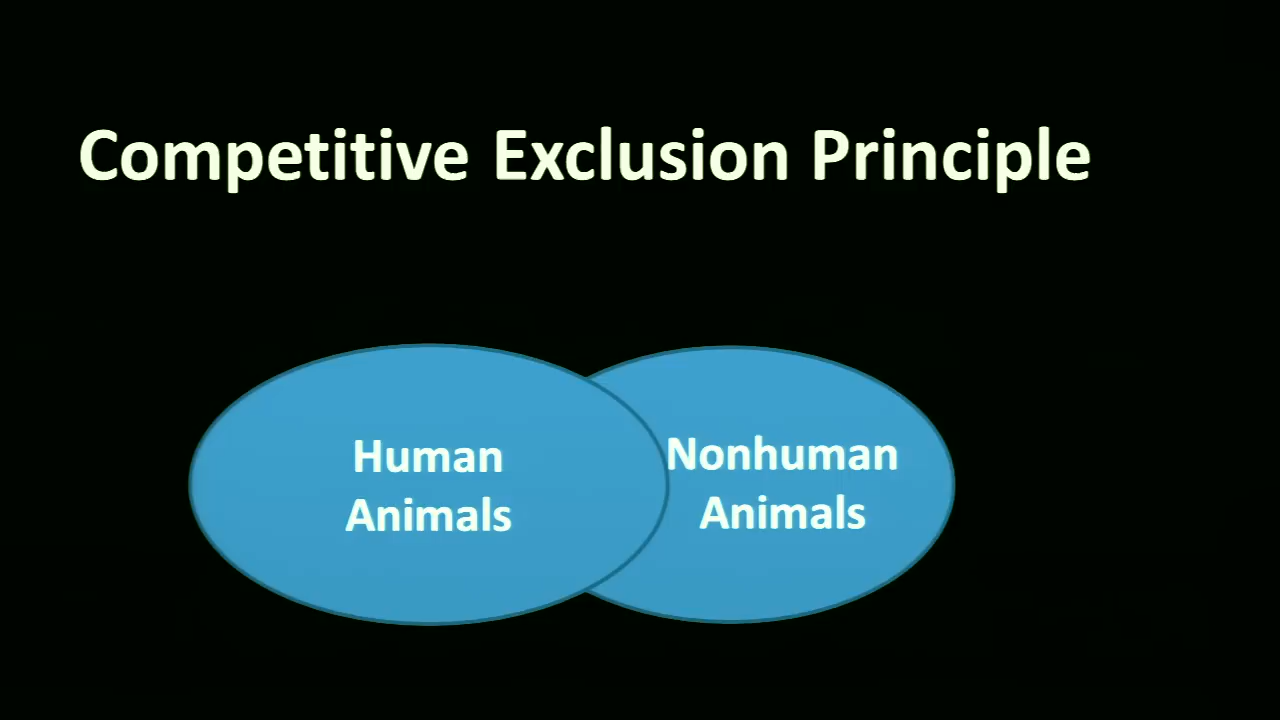 Competitive Exclusion Principle
Human
Animals
Nonhuman
Animals